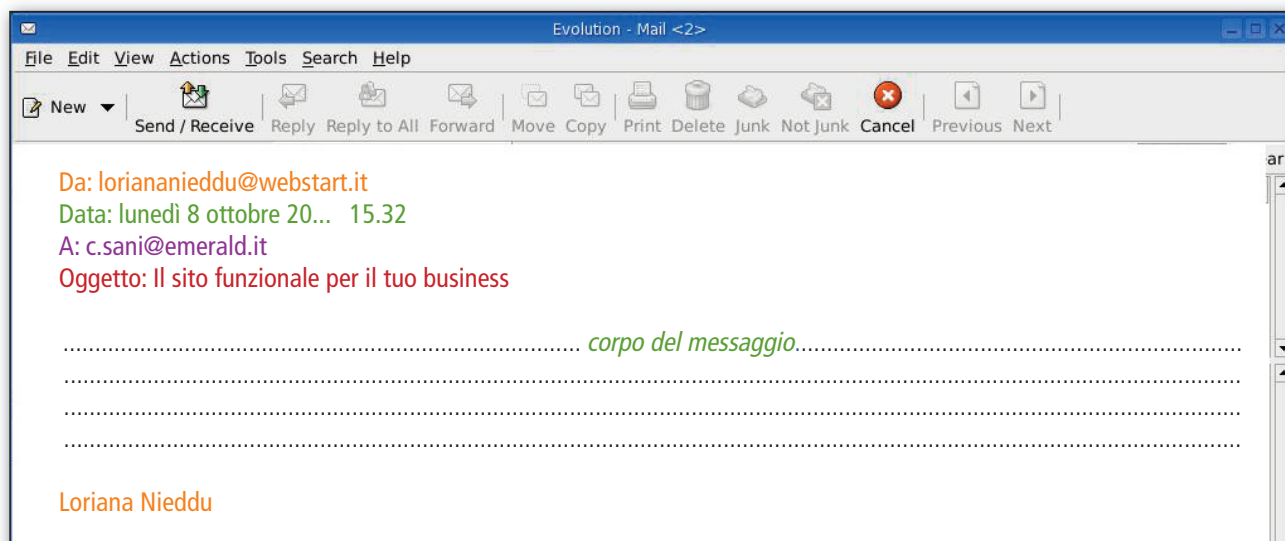 Evolution - Mail <2>
File Edit View Actions Tools Search Help
New Send / Receive Reply Reply to All Forward Move Copy Print Delete Junk Not Junk Cancel Previous Next
ar
Da: loriananieddu@webstart.it
Data: lunedì 8 ottobre 20... 15.32
A: c.sani@emerald.it
Oggetto: Il sito funzionale per il tuo business
................................................................................. corpo del messaggio......................................................................
........................................................................................................................................................................................
........................................................................................................................................................................................
........................................................................................................................................................................................
Loriana Nieddu